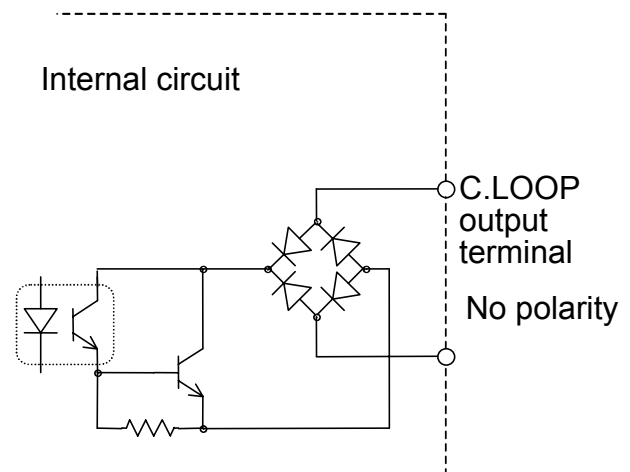 Internal circuit
C.LOOP
output
terminal
No polarity